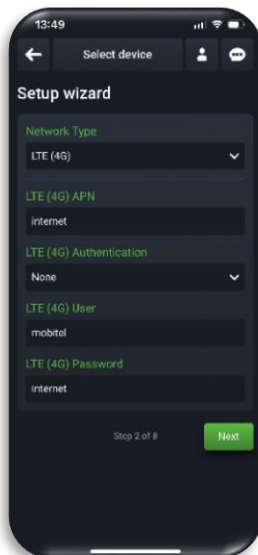 13:49
Select device
Setup wizard
Network Type
LTE (4G)
LTE (4G) APN
internet
LTE (4G) Authentication
None
LTE (4G) User
mobitel
LTE (4G) Password
internet
Step 2 of 8
Next